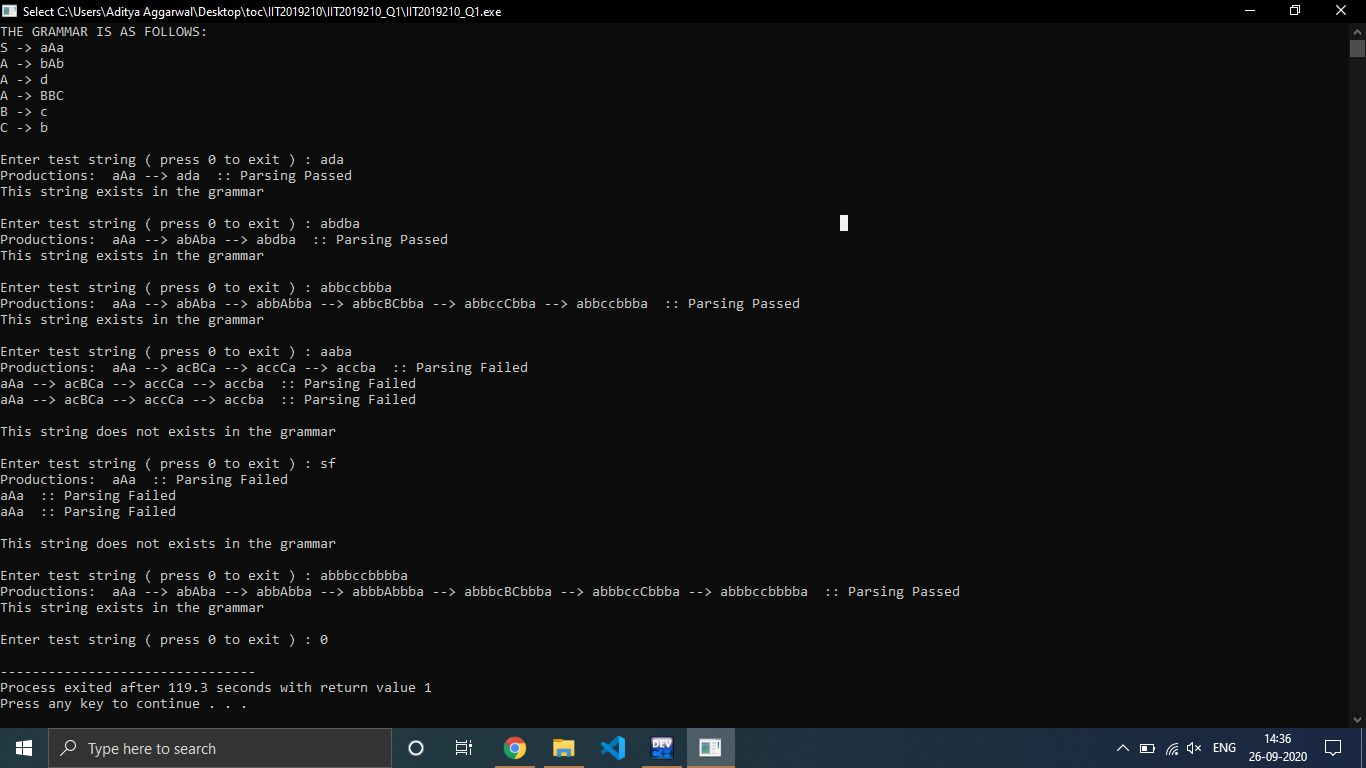 Select C:\Users\Aditya Aggarwal\Desktop\toc\IIT2019210\IIT2019210_Q1\IIT2019210_Q1.exe
THE GRAMMAR IS AS FOLLOWS:
S -> aAa
A -> bAb
A -> d
A -> BBC
B -> c
C -> b
Enter test string ( press 0 to exit ) : ada
Productions:  aAa --> ada  :: Parsing Passed
This string exists in the grammar
Enter test string ( press 0 to exit ) : abdba
Productions:  aAa --> abAba --> abdba  :: Parsing Passed
This string exists in the grammar
Enter test string ( press 0 to exit ) : abbccbbba
Productions:  aAa --> abAba --> abbAbba --> abbcBCbba --> abbccCbba --> abbccbbba  :: Parsing Passed
This string exists in the grammar
Enter test string ( press 0 to exit ) : aaba
Productions:  aAa --> acBCa --> accCa --> accba  :: Parsing Failed
aAa --> acBCa --> accCa --> accba  :: Parsing Failed
aAa --> acBCa --> accCa --> accba  :: Parsing Failed
This string does not exists in the grammar
Enter test string ( press 0 to exit ) : sf
Productions:  aAa  :: Parsing Failed
aAa  :: Parsing Failed
aAa  :: Parsing Failed
This string does not exists in the grammar
Enter test string ( press 0 to exit ) : abbbccbbbba
Productions:  aAa --> abAba --> abbAbba --> abbbAbbba --> abbbcBCbbba --> abbbccCbbba --> abbbccbbbba  :: Parsing Passed
This string exists in the grammar
Enter test string ( press 0 to exit ) : 0
--------------------------------
Process exited after 119.3 seconds with return value 1
Press any key to continue . . .
Type here to search
DEV
ENG
14:36
26-09-2020